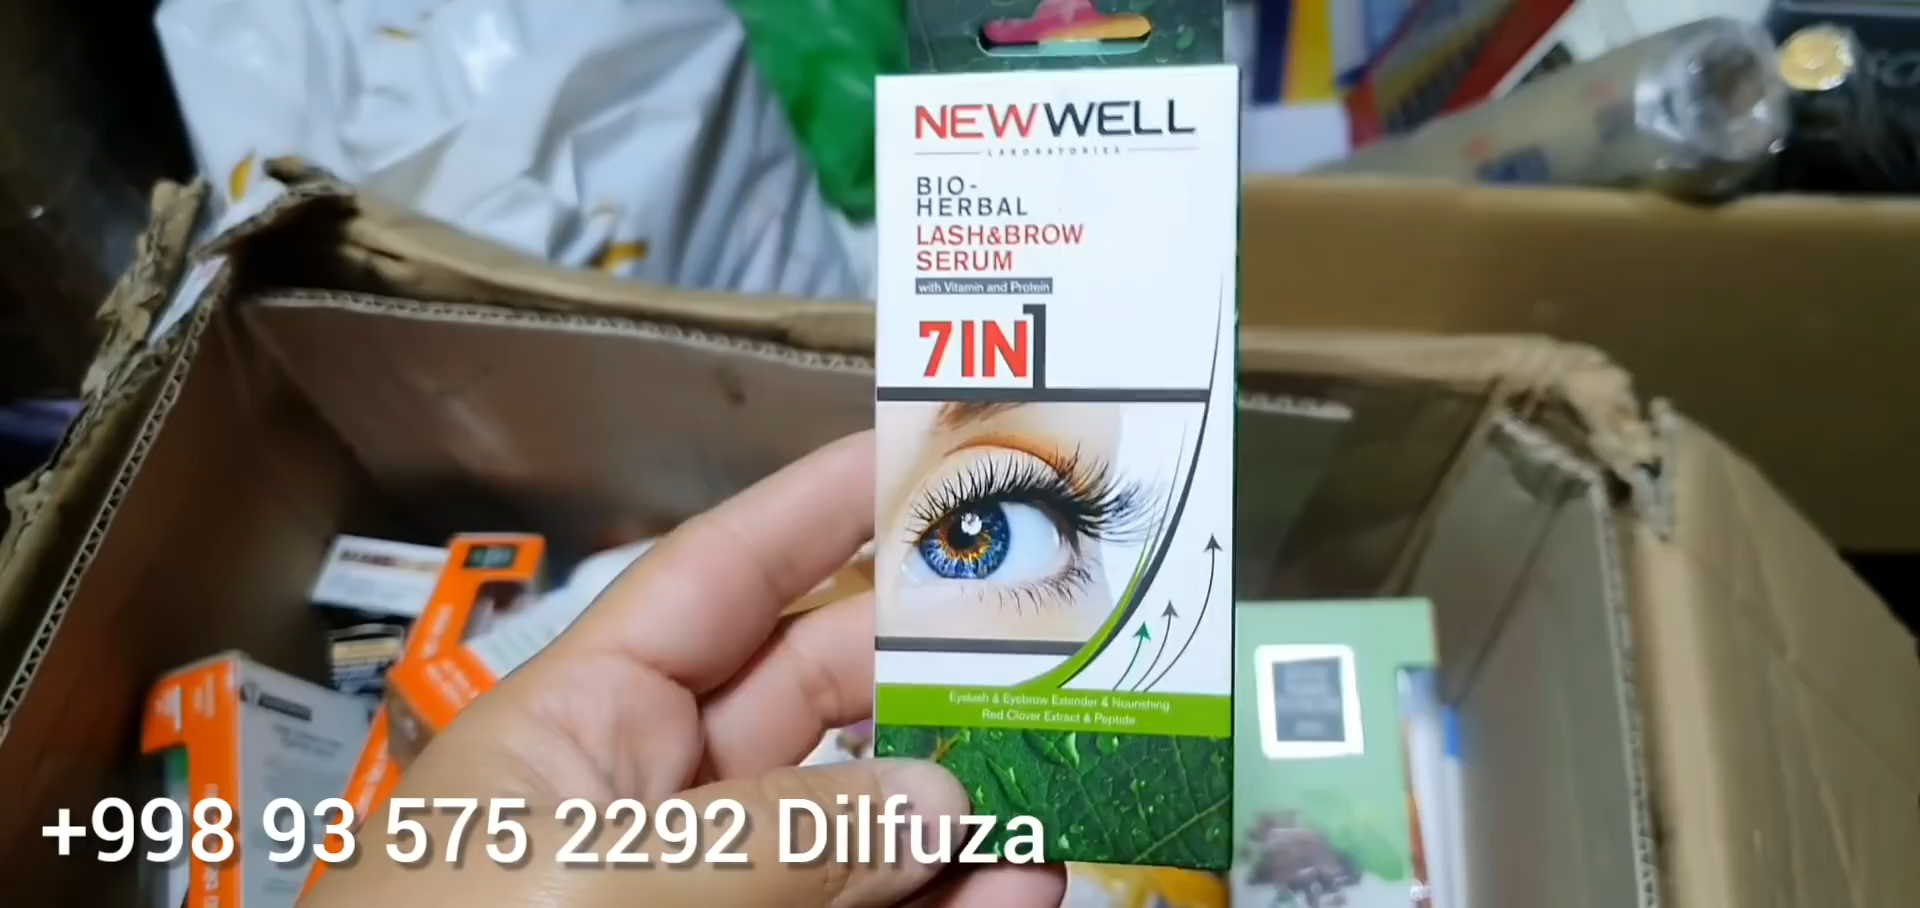 NEWWELL
LABORATORIES
BIO-
HERBAL
LASH&BROW
SERUM
with Vitamin and Protein
7IN1
Eyelash & Eyebrow Extender & Nourishing
Red Clover Extract & Peptide
+998 93 575 2292 Dilfuza